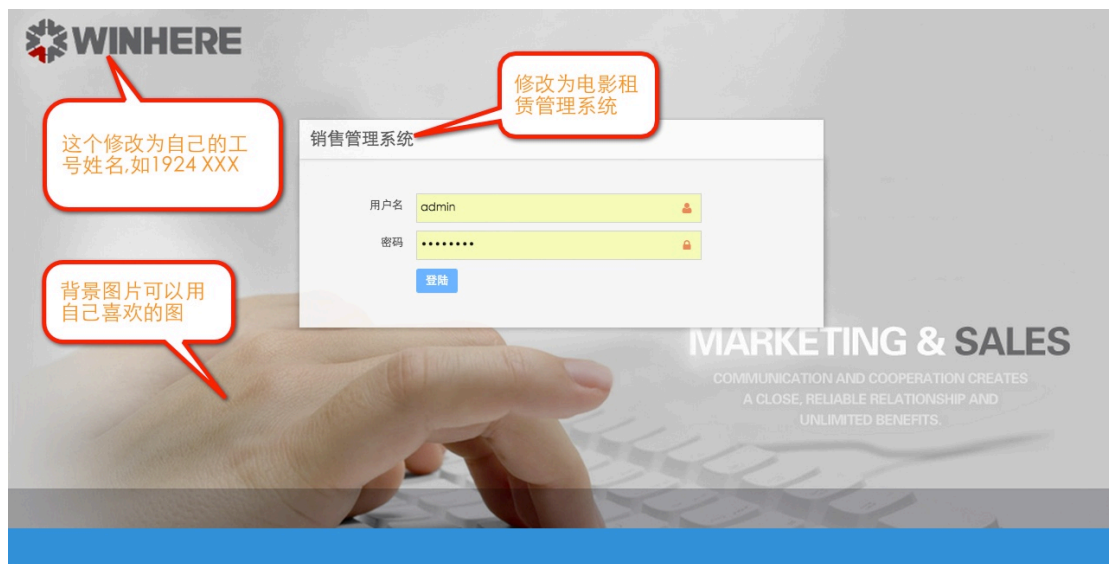 WINHERE
修改为电影租
赁管理系统
这个修改为自己的工
号姓名,如1924 XXX
销售管理系统
用户名
admin
密码
••••••••
登陆
背景图片可以用
自己喜欢的图
MARKETING & SALES
COMMUNICATION AND COOPERATION CREATES
A CLOSE, RELIABLE RELATIONSHIP AND
UNLIMITED BENEFITS.